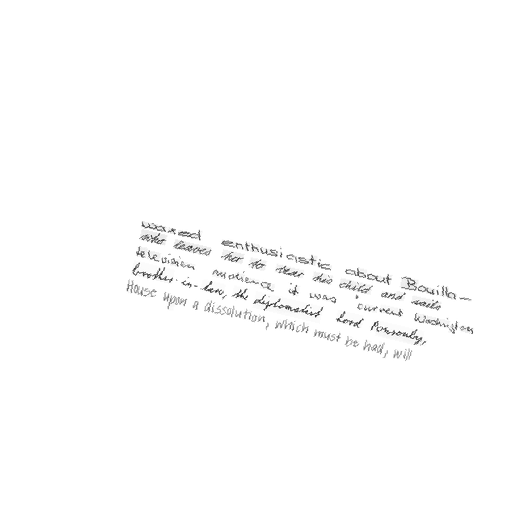 waxed enthusiastic about Bouilla-
who leaves her to bear his child and sails
television audience it was current Washington
brother-in-law, the diplomatist Lord Ponsonby,
House upon a dissolution, which must be had, will